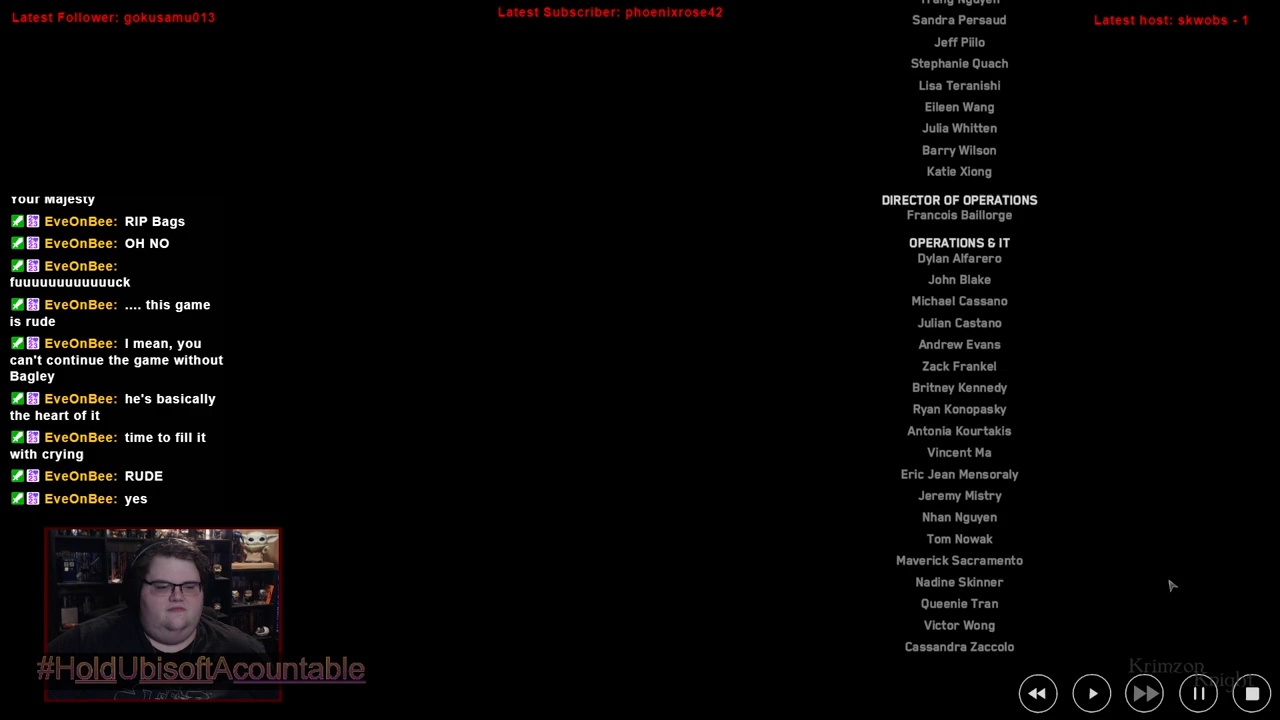 Latest Follower: gokusamu013
Latest Subscriber: phoenixrose42
Latest host: skwobs - 1
Your Majesty
EveOnBee: RIP Bags
EveOnBee: OH NO
EveOnBee:
fuuuuuuuuuuuuck
EveOnBee: .... this game
is rude
EveOnBee: I mean, you
can't continue the game without
Bagley
EveOnBee: he's basically
the heart of it
EveOnBee: time to fill it
with crying
EveOnBee: RUDE
EveOnBee: yes
#HoldUbisoftAcountable
Sandra Persaud
Jeff Piilo
Stephanie Quach
Lisa Teranishi
Eileen Wang
Julia Whitten
Barry Wilson
Katie Xiong
DIRECTOR OF OPERATIONS
Francois Baillorge
OPERATIONS & IT
Dylan Alfarero
John Blake
Michael Cassano
Julian Castano
Andrew Evans
Zack Frankel
Britney Kennedy
Ryan Konopasky
Antonia Kourtakis
Vincent Ma
Eric Jean Mensoraly
Jeremy Mistry
Nhan Nguyen
Tom Nowak
Maverick Sacramento
Nadine Skinner
Queenie Tran
Victor Wong
Cassandra Zaccolo
Krimzon
Knight